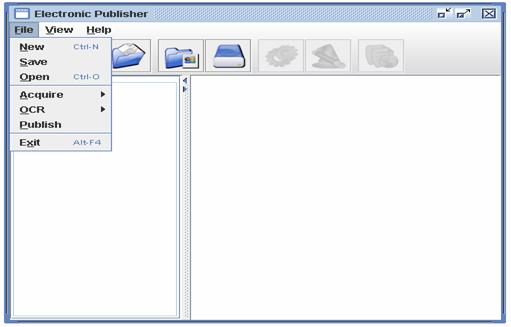 Electronic Publisher
File View Help
New Ctrl-N
Save
Open Ctrl-O
Acquire
OCR
Publish
Exit Alt-F4